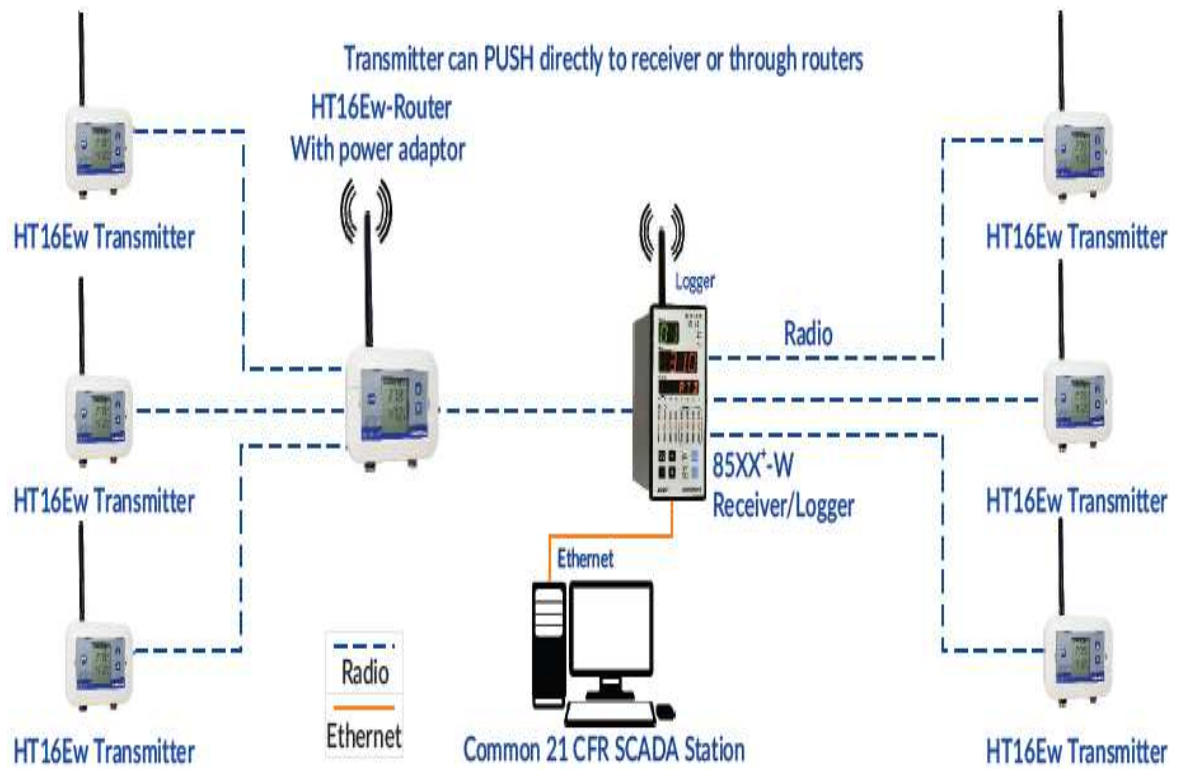 Transmitter can PUSH directly to receiver or through routers
HT16Ew-Router
With power adaptor
HT16Ew Transmitter
HT16Ew Transmitter
Logger
Radio
HT16Ew Transmitter
HT16Ew Transmitter
85XX+-W
Receiver/Logger
Ethernet
Radio
Ethernet
HT16Ew Transmitter
Common 21 CFR SCADA Station
HT16Ew Transmitter